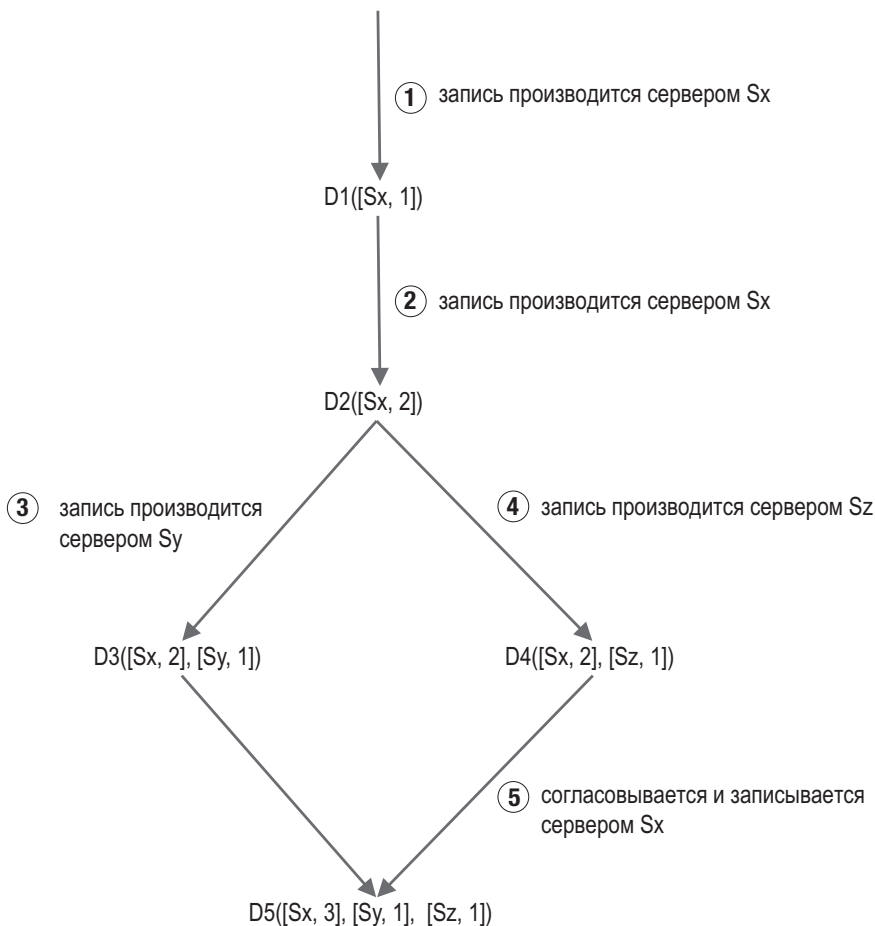 1 запись производится сервером Sx
D1([Sx, 1])
2 запись производится сервером Sx
D2([Sx, 2])
3 запись производится
сервером Sy
4 запись производится сервером Sz
D3([Sx, 2], [Sy, 1])
D4([Sx, 2], [Sz, 1])
5 согласовывается и записывается
сервером Sx
D5([Sx, 3], [Sy, 1], [Sz, 1])